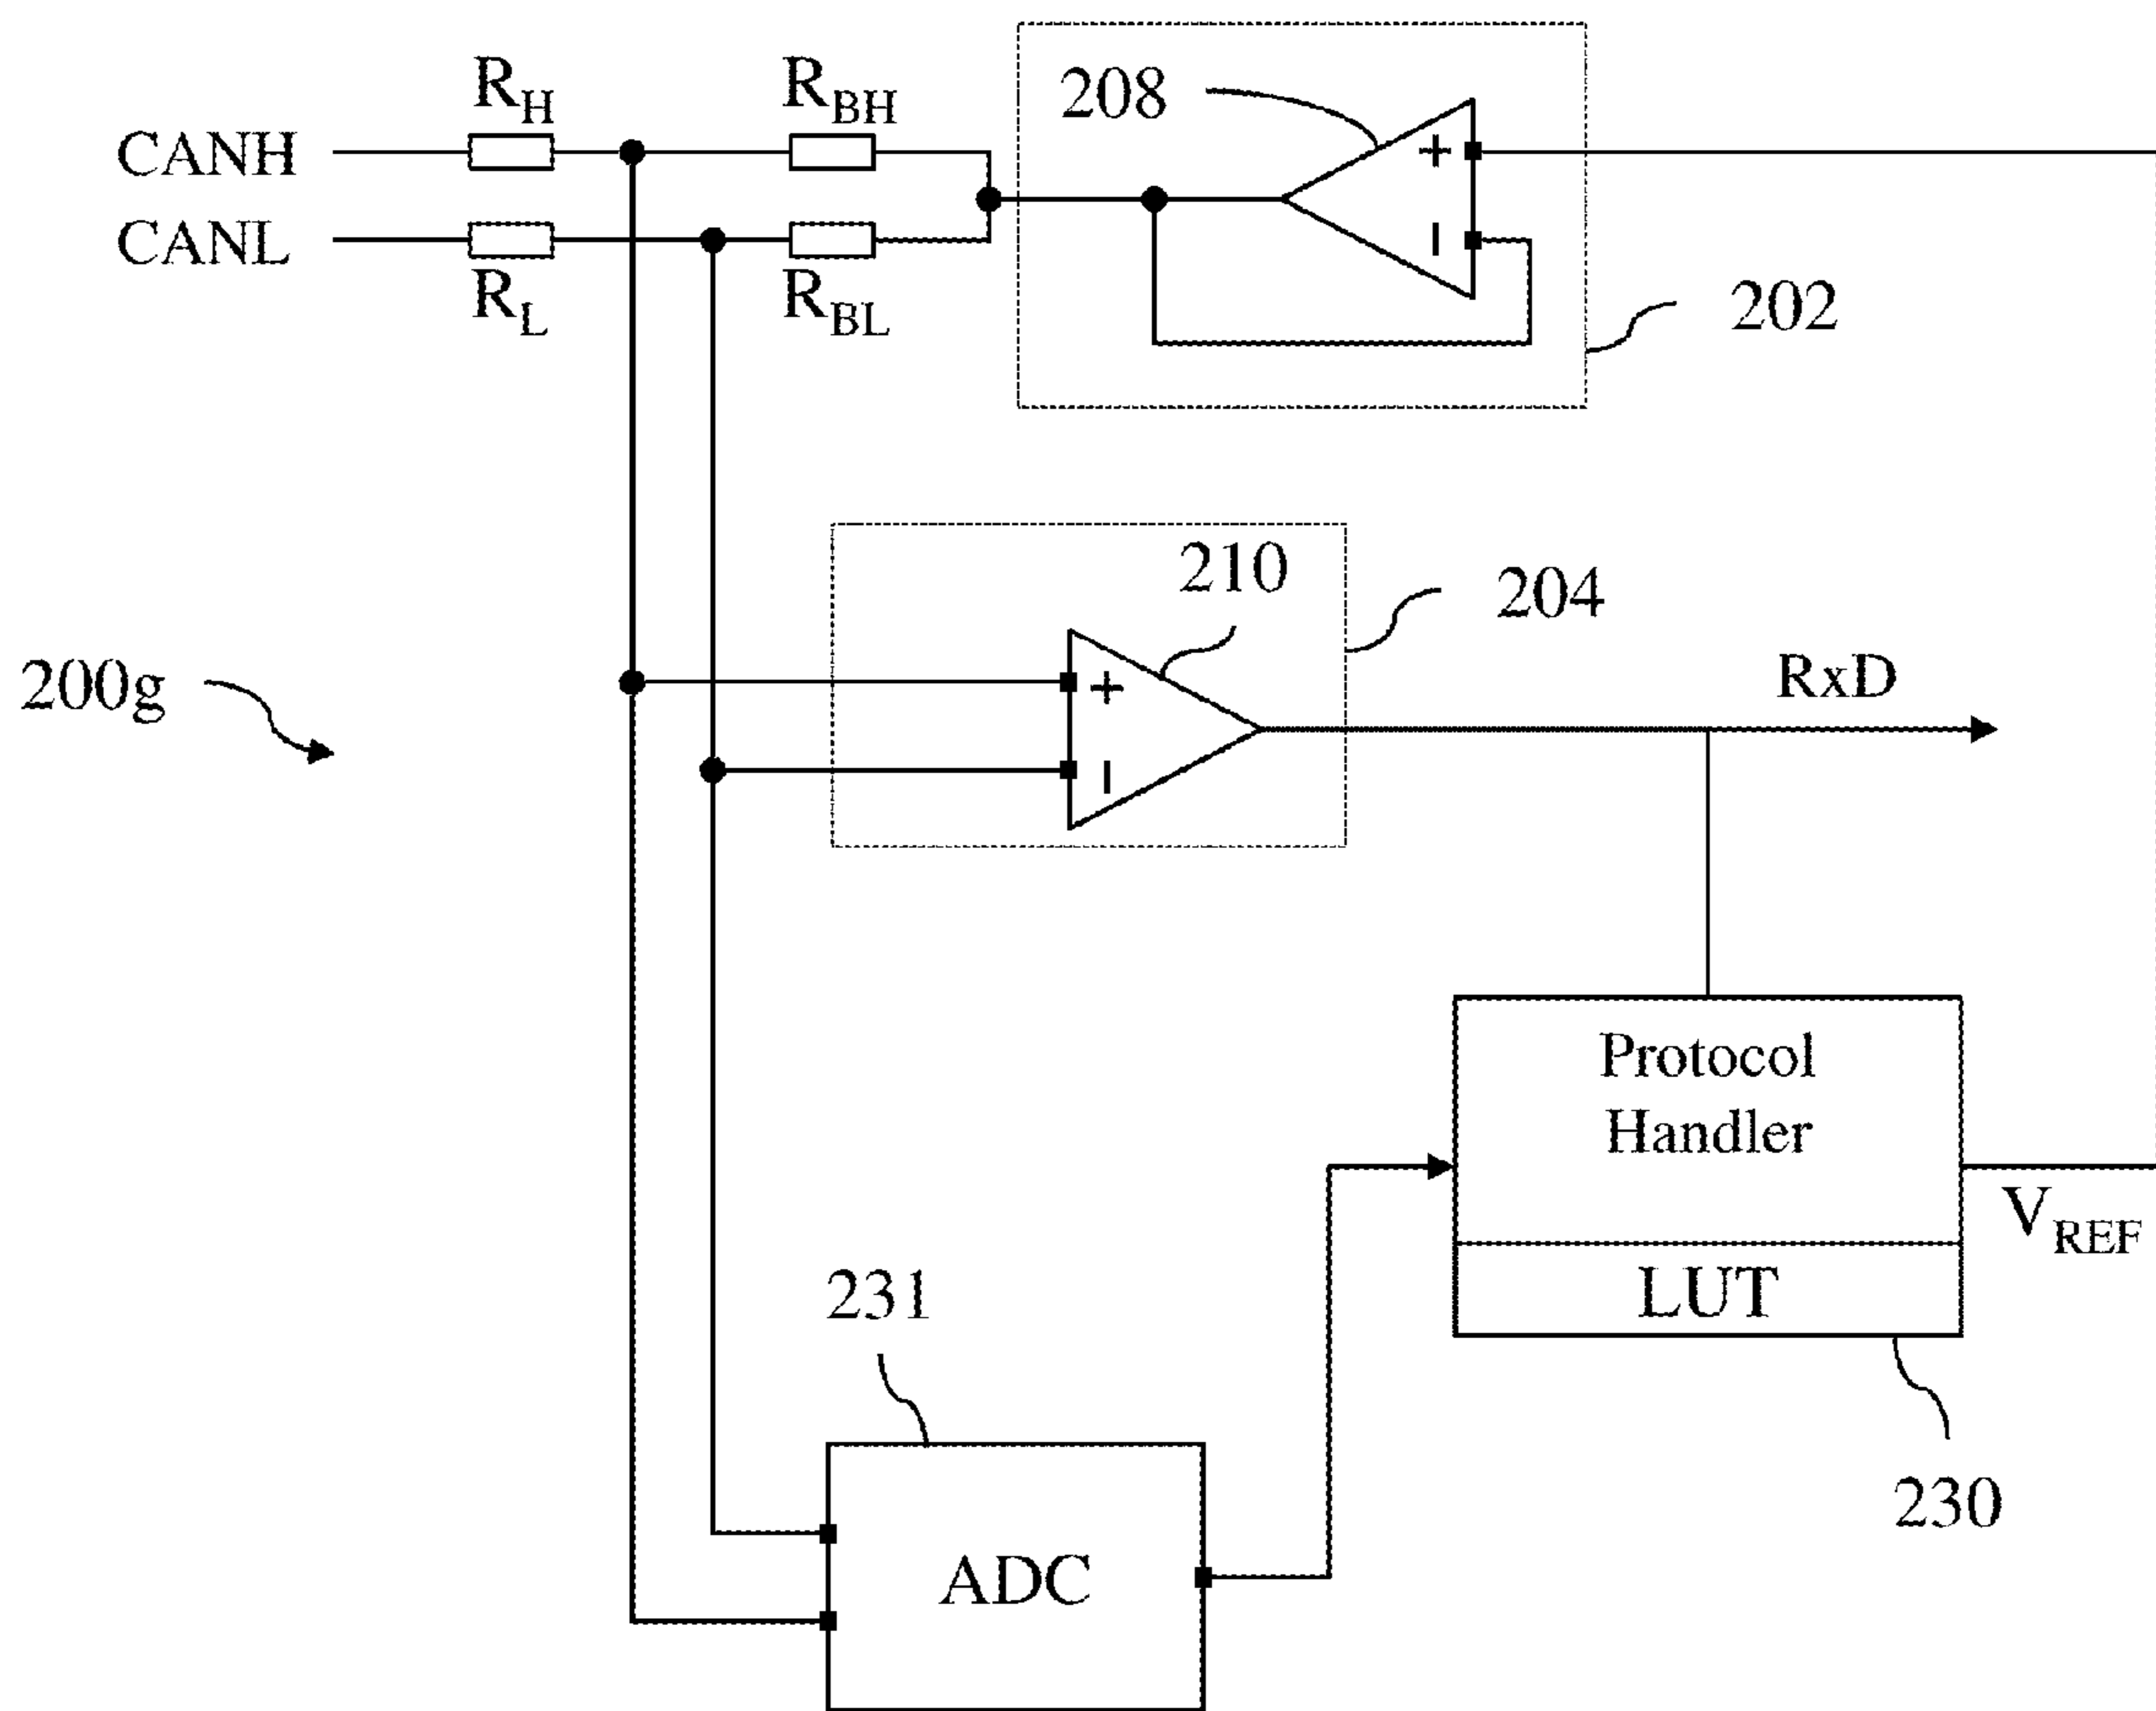 R_H
R_BH
208
+
CANH
CANL
−
R_L
R_BL
202
210
204
200g
+
−
RxD
Protocol
Handler
V_REF
LUT
231
230
ADC